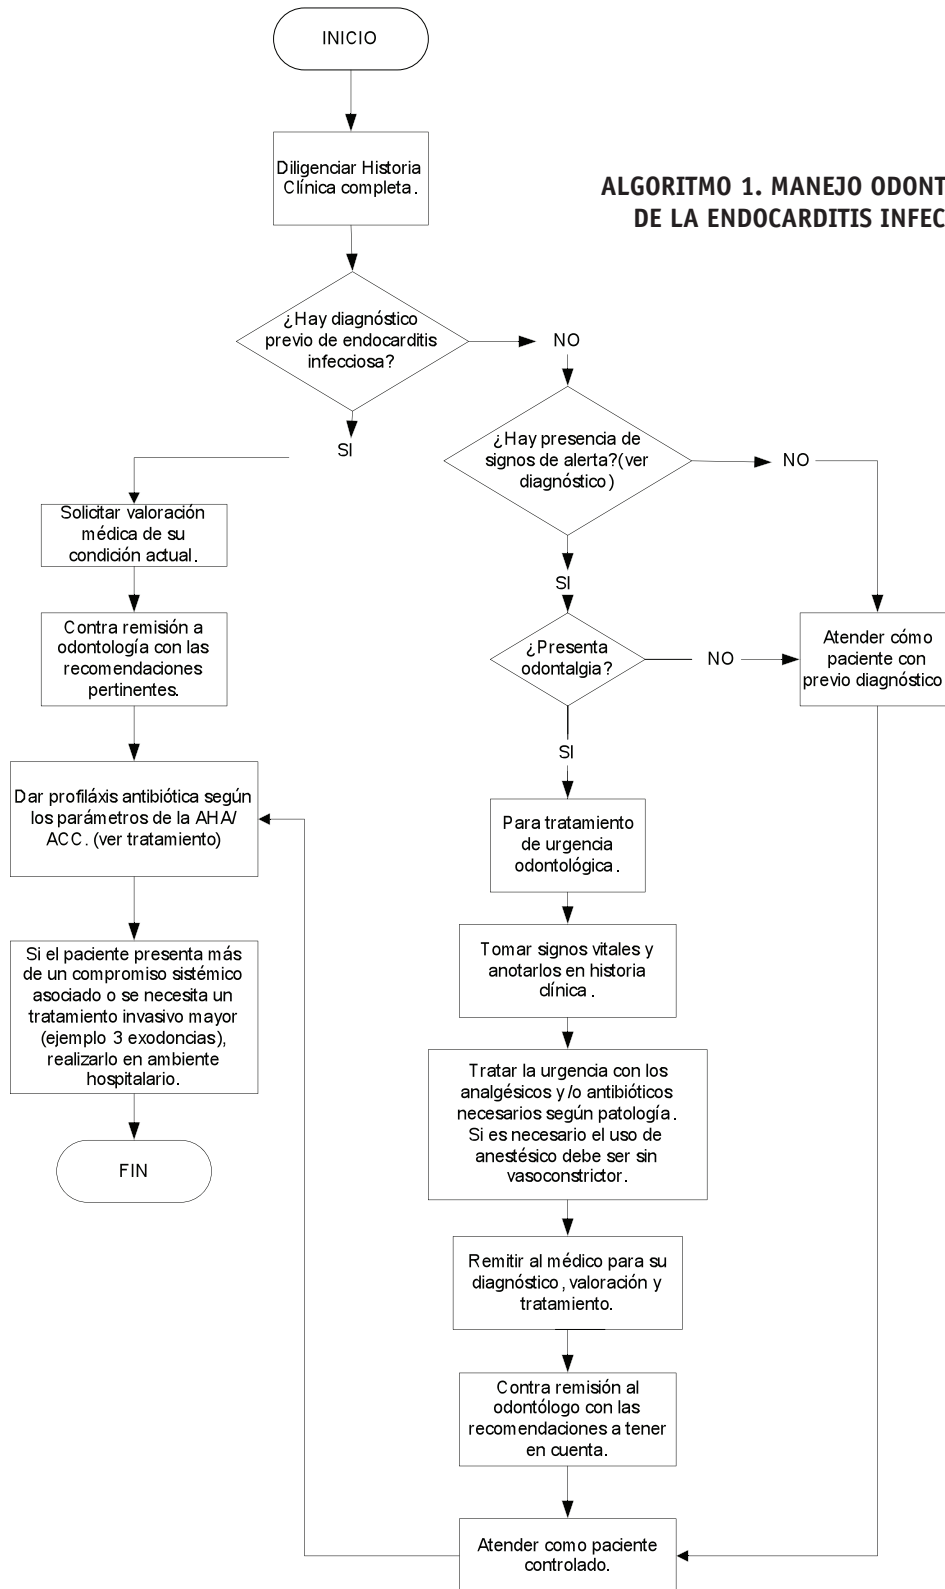 INICIO
Diligenciar Historia
Clínica completa.
ALGORITMO 1. MANEJO ODONT
DE LA ENDOCARDITIS INFEC
¿Hay diagnóstico
previo de endocarditis
infecciosa?
NO
SI
¿Hay presencia de
signos de alerta?(ver
diagnóstico)
NO
SI
Solicitar valoración
médica de su
condición actual.
Contra remisión a
odontología con las
recomendaciones
pertinentes.
¿Presenta
odontalgia?
NO
Atender cómo
paciente con
previo diagnóstico
SI
Dar profiláxis antibiótica según
los parámetros de la AHA/
ACC. (ver tratamiento)
Para tratamiento
de urgencia
odontológica.
Si el paciente presenta más
de un compromiso sistémico
asociado o se necesita un
tratamiento invasivo mayor
(ejemplo 3 exodoncias),
realizarlo en ambiente
hospitalario.
Tomar signos vitales y
anotarlos en historia
clínica.
Tratar la urgencia con los
analgésicos y/o antibióticos
necesarios según patología.
Si es necesario el uso de
anestésico debe ser sin
vasoconstrictor.
FIN
Remitir al médico para su
diagnóstico, valoración y
tratamiento.
Contra remisión al
odontólogo con las
recomendaciones a tener
en cuenta.
Atender como paciente
controlado.